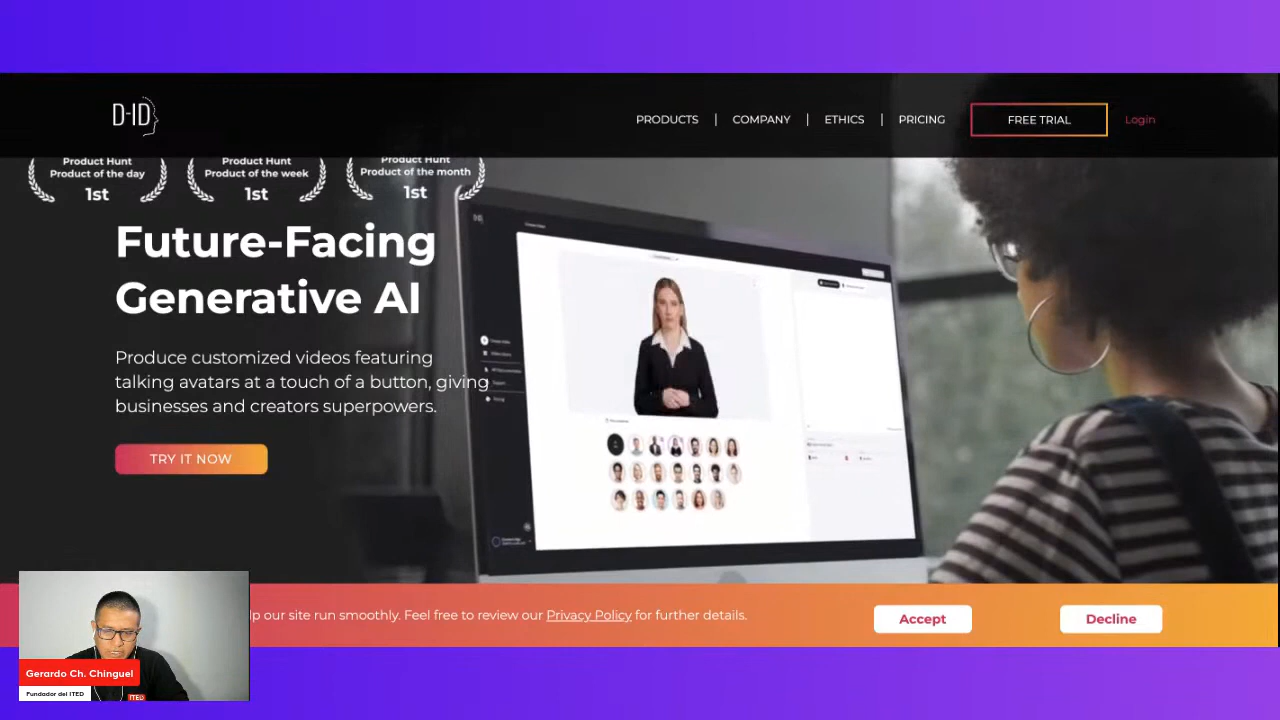 D-ID
PRODUCTS
COMPANY
ETHICS
PRICING
FREE TRIAL
Login
Product Hunt
Product of the day
1st
Product Hunt
Product of the week
1st
Product Hunt
Product of the month
1st
Future-Facing
Generative AI
Produce customized videos featuring
talking avatars at a touch of a button, giving
businesses and creators superpowers.
TRY IT NOW
our site run smoothly. Feel free to review our Privacy Policy for further details.
Accept
Decline
Gerardo Ch. Chinguel
Fundador del ITED
ITED